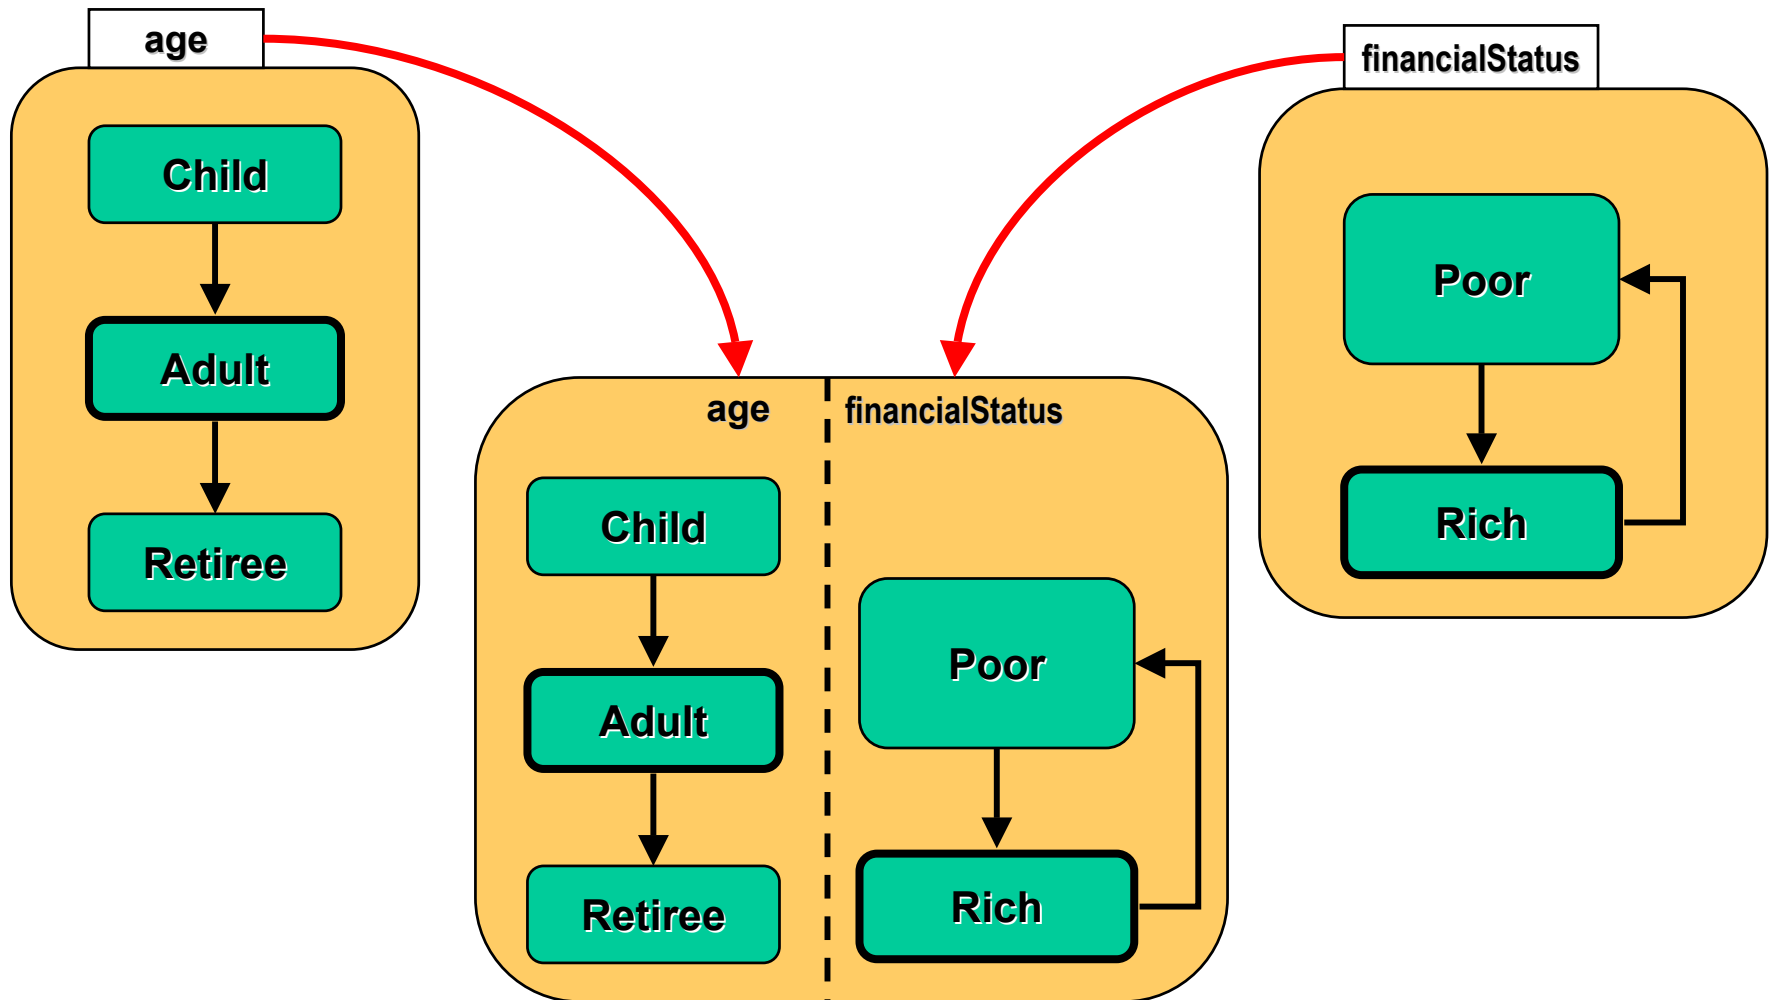 age
Child
Adult
Retiree
financialStatus
Poor
Rich
age
financialStatus
Child
Adult
Retiree
Poor
Rich